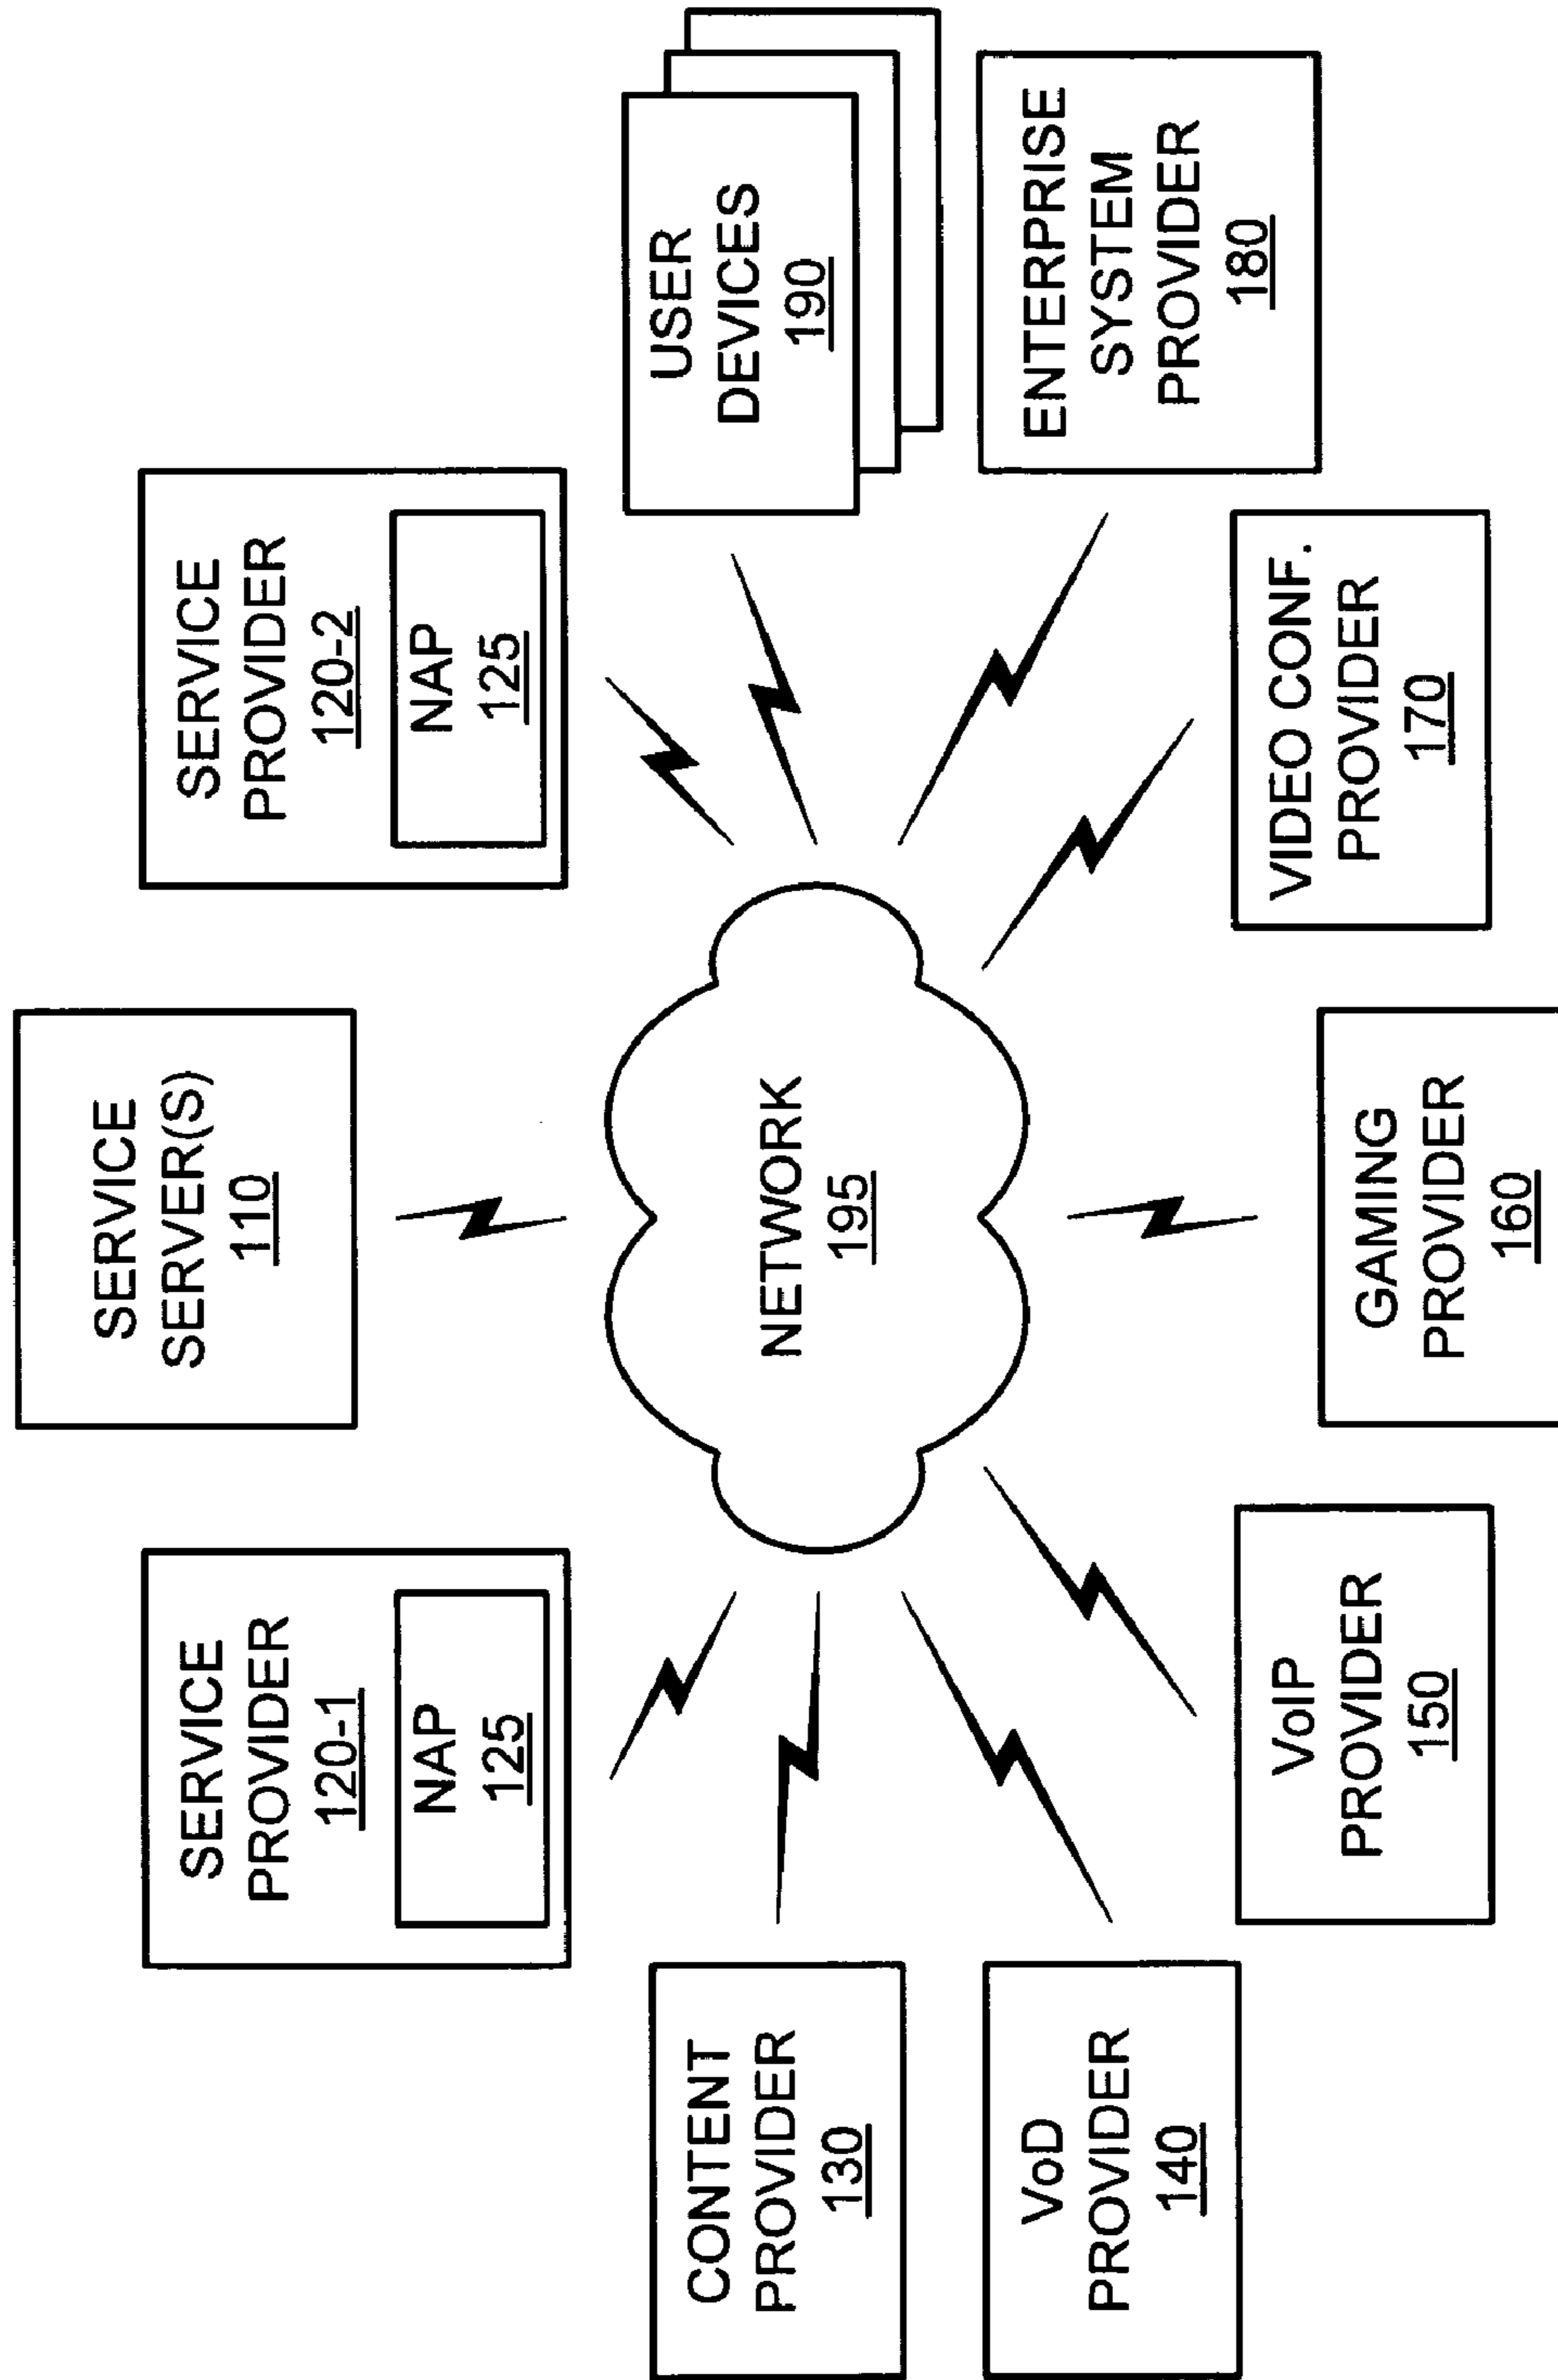 SERVICE
SERVER(S)
110
SERVICE
PROVIDER
120-1
NAP
125
SERVICE
PROVIDER
120-2
NAP
125
CONTENT
PROVIDER
130
NETWORK
195
USER
DEVICES
190
VoD
PROVIDER
140
ENTERPRISE
SYSTEM
PROVIDER
180
VoIP
PROVIDER
150
GAMING
PROVIDER
160
VIDEO CONF.
PROVIDER
170